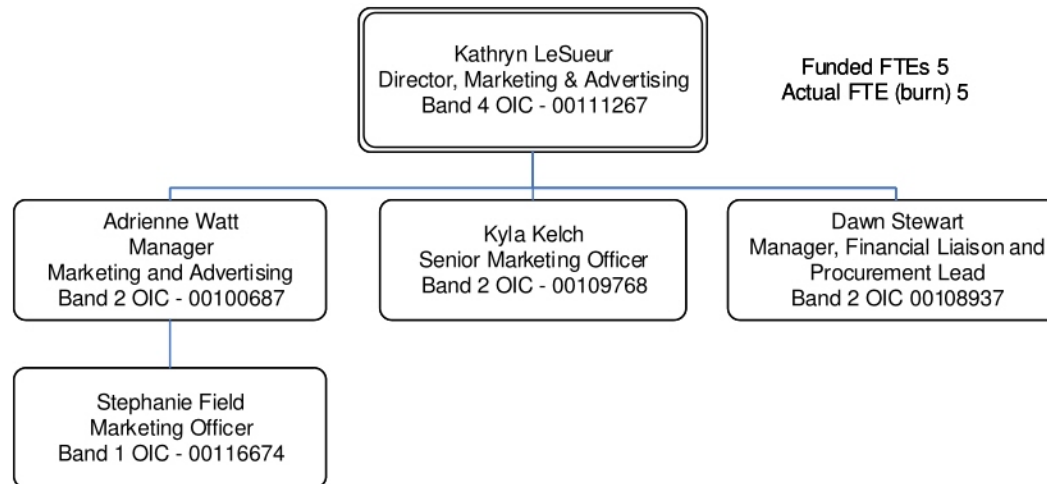 Kathryn LeSueur
Director, Marketing & Advertising
Band 4 OIC - 00111267
Funded FTEs 5
Actual FTE (burn) 5
Adrienne Watt
Manager
Marketing and Advertising
Band 2 OIC - 00100687
Kyla Kelch
Senior Marketing Officer
Band 2 OIC - 00109768
Dawn Stewart
Manager, Financial Liaison and
Procurement Lead
Band 2 OIC 00108937
Stephanie Field
Marketing Officer
Band 1 OIC - 00116674